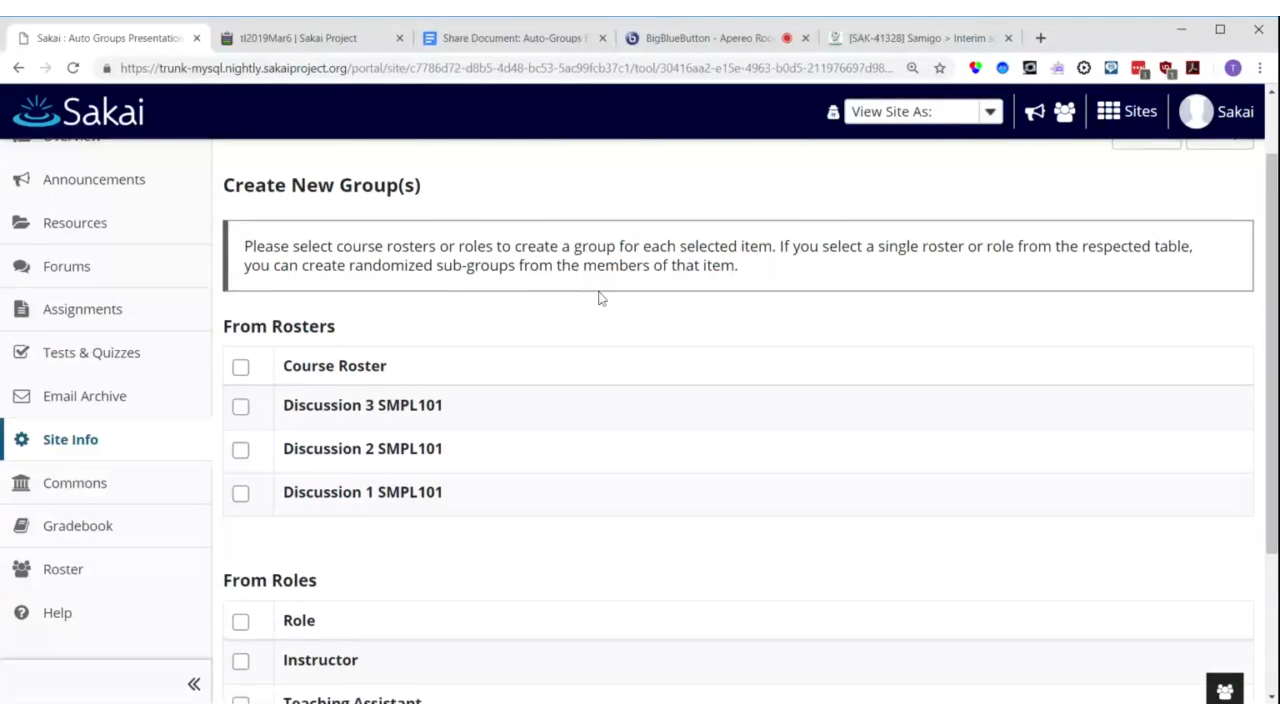 Sakai : Auto Groups Presentation
tl2019Mar6 | Sakai Project
Share Document: Auto-Groups
BigBlueButton - Apereo Roo
[SAK-41328] Samigo > Interim
https://trunk-mysql.nightly.sakaiproject.org/portal/site/c7786d72-d8b5-4d48-bc53-5ac99fcb37c1/tool/30416aa2-e15e-4963-b0d5-211976697d98...
T
Sakai
View Site As:
Sites
Sakai
Overview
Announcements
Resources
Forums
Assignments
Tests & Quizzes
Email Archive
Site Info
Commons
Gradebook
Roster
Help
Create New Group(s)
Please select course rosters or roles to create a group for each selected item. If you select a single roster or role from the respected table,
you can create randomized sub-groups from the members of that item.
From Rosters
Course Roster
Discussion 3 SMPL101
Discussion 2 SMPL101
Discussion 1 SMPL101
From Roles
Role
Instructor
Teaching Assistant